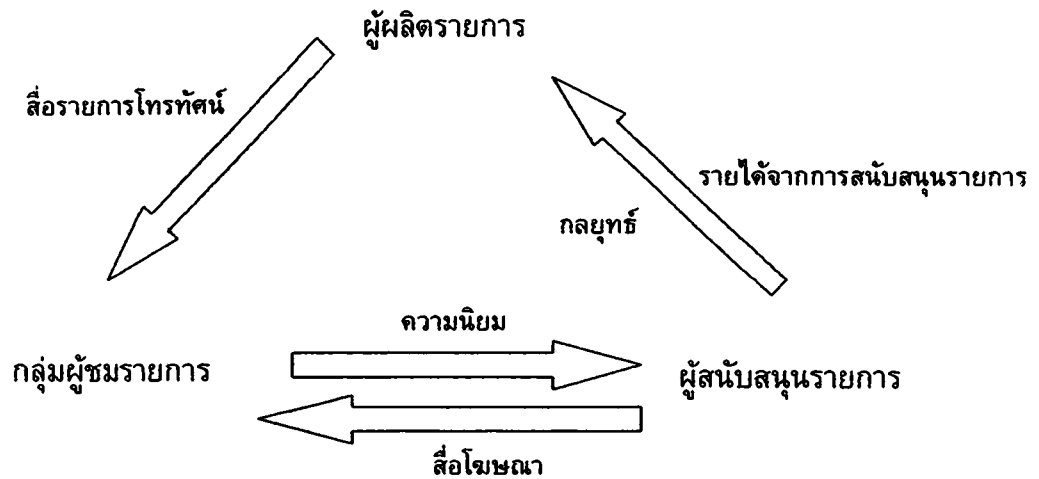 ผู้ผลิตรายการ
สื่อรายการโทรทัศน์
รายได้จากการสนับสนุนรายการ
กลยุทธ์
ความนิยม
กลุ่มผู้ชมรายการ
ผู้สนับสนุนรายการ
สื่อโฆษณา